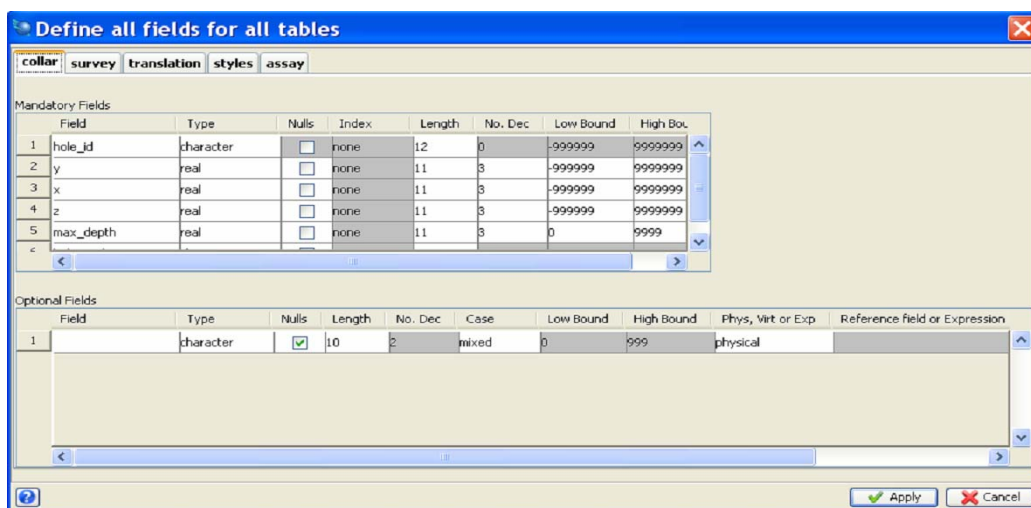 Define all fields for all tables
collar survey translation styles assay
Mandatory Fields
Field Type Nulls Index Length No. Dec Low Bound High Bou
1 hole_id character none 12 0 -999999 9999999
2 y real none 11 3 -999999 9999999
3 x real none 11 3 -999999 9999999
4 z real none 11 3 -999999 9999999
5 max_depth real none 11 3 0 9999
Optional Fields
Field Type Nulls Length No. Dec Case Low Bound High Bound Phys, Virt or Exp Reference field or Expression
1 character 10 2 mixed 0 999 physical
? Apply Cancel